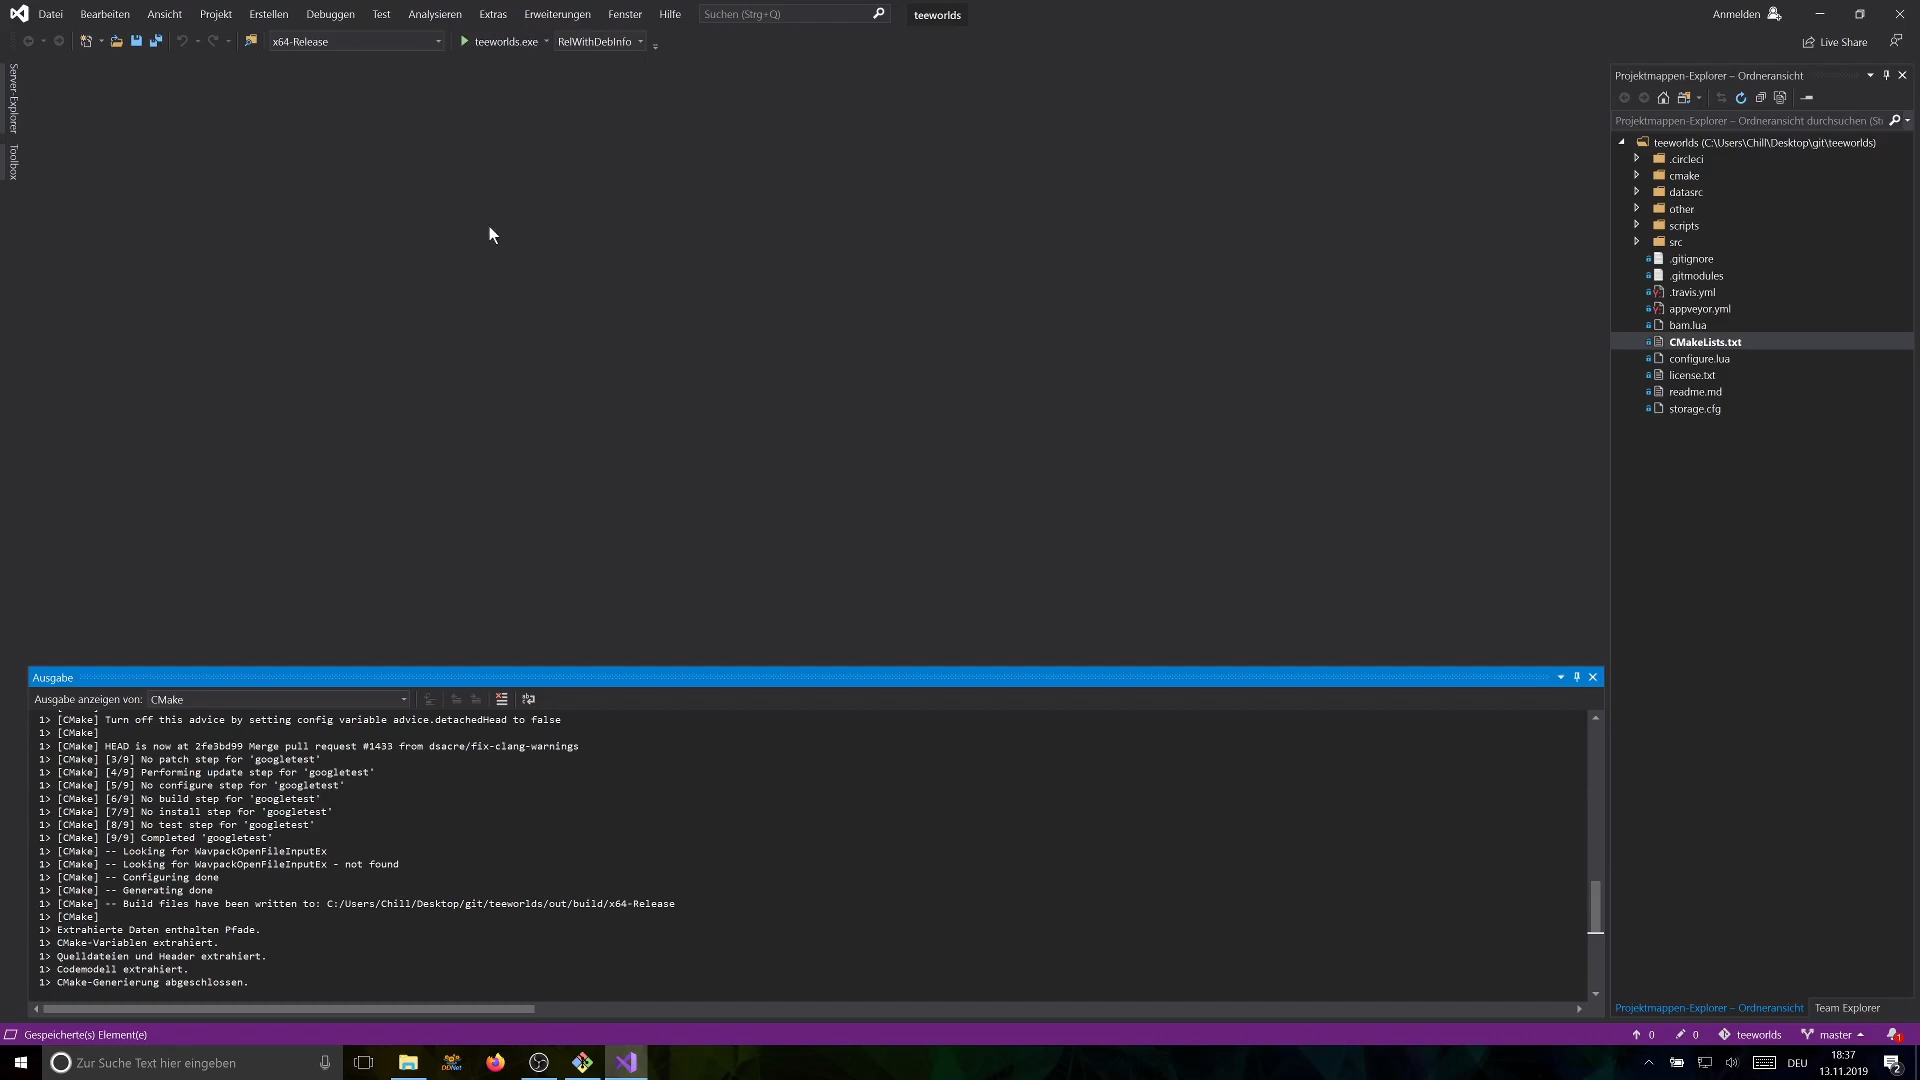 Datei Bearbeiten Ansicht Projekt Erstellen Debuggen Test Analysieren Extras Erweiterungen Fenster Hilfe Suchen (Strg+Q) teeworlds Anmelden
x64-Release teeworlds.exe RelWithDebInfo Live Share
Server-Explorer
Toolbox
Projektmappen-Explorer – Ordneransicht
Projektmappen-Explorer – Ordneransicht durchsuchen (St
teeworlds (C:\Users\Chill\Desktop\git\teeworlds)
.circleci
cmake
datasrc
other
scripts
src
.gitignore
.gitmodules
.travis.yml
appveyor.yml
bam.lua
CMakeLists.txt
configure.lua
license.txt
readme.md
storage.cfg
Ausgabe
Ausgabe anzeigen von: CMake
1> [CMake] Turn off this advice by setting config variable advice.detachedHead to false
1> [CMake]
1> [CMake] HEAD is now at 2fe3bd99 Merge pull request #1433 from dsacre/fix-clang-warnings
1> [CMake] [3/9] No patch step for 'googletest'
1> [CMake] [4/9] Performing update step for 'googletest'
1> [CMake] [5/9] No configure step for 'googletest'
1> [CMake] [6/9] No build step for 'googletest'
1> [CMake] [7/9] No install step for 'googletest'
1> [CMake] [8/9] No test step for 'googletest'
1> [CMake] [9/9] Completed 'googletest'
1> [CMake] -- Looking for WavpackOpenFileInputEx
1> [CMake] -- Looking for WavpackOpenFileInputEx - not found
1> [CMake] -- Configuring done
1> [CMake] -- Generating done
1> [CMake] -- Build files have been written to: C:/Users/Chill/Desktop/git/teeworlds/out/build/x64-Release
1> [CMake]
1> Extrahierte Daten enthalten Pfade.
1> CMake-Variablen extrahiert.
1> Quelldateien und Header extrahiert.
1> Codemodell extrahiert.
1> CMake-Generierung abgeschlossen.
Projektmappen-Explorer – Ordneransicht Team Explorer
Gespeicherte(s) Element(e) 0 0 teeworlds master 1
Zur Suche Text hier eingeben DDNet DEU 18:37
13.11.2019 2